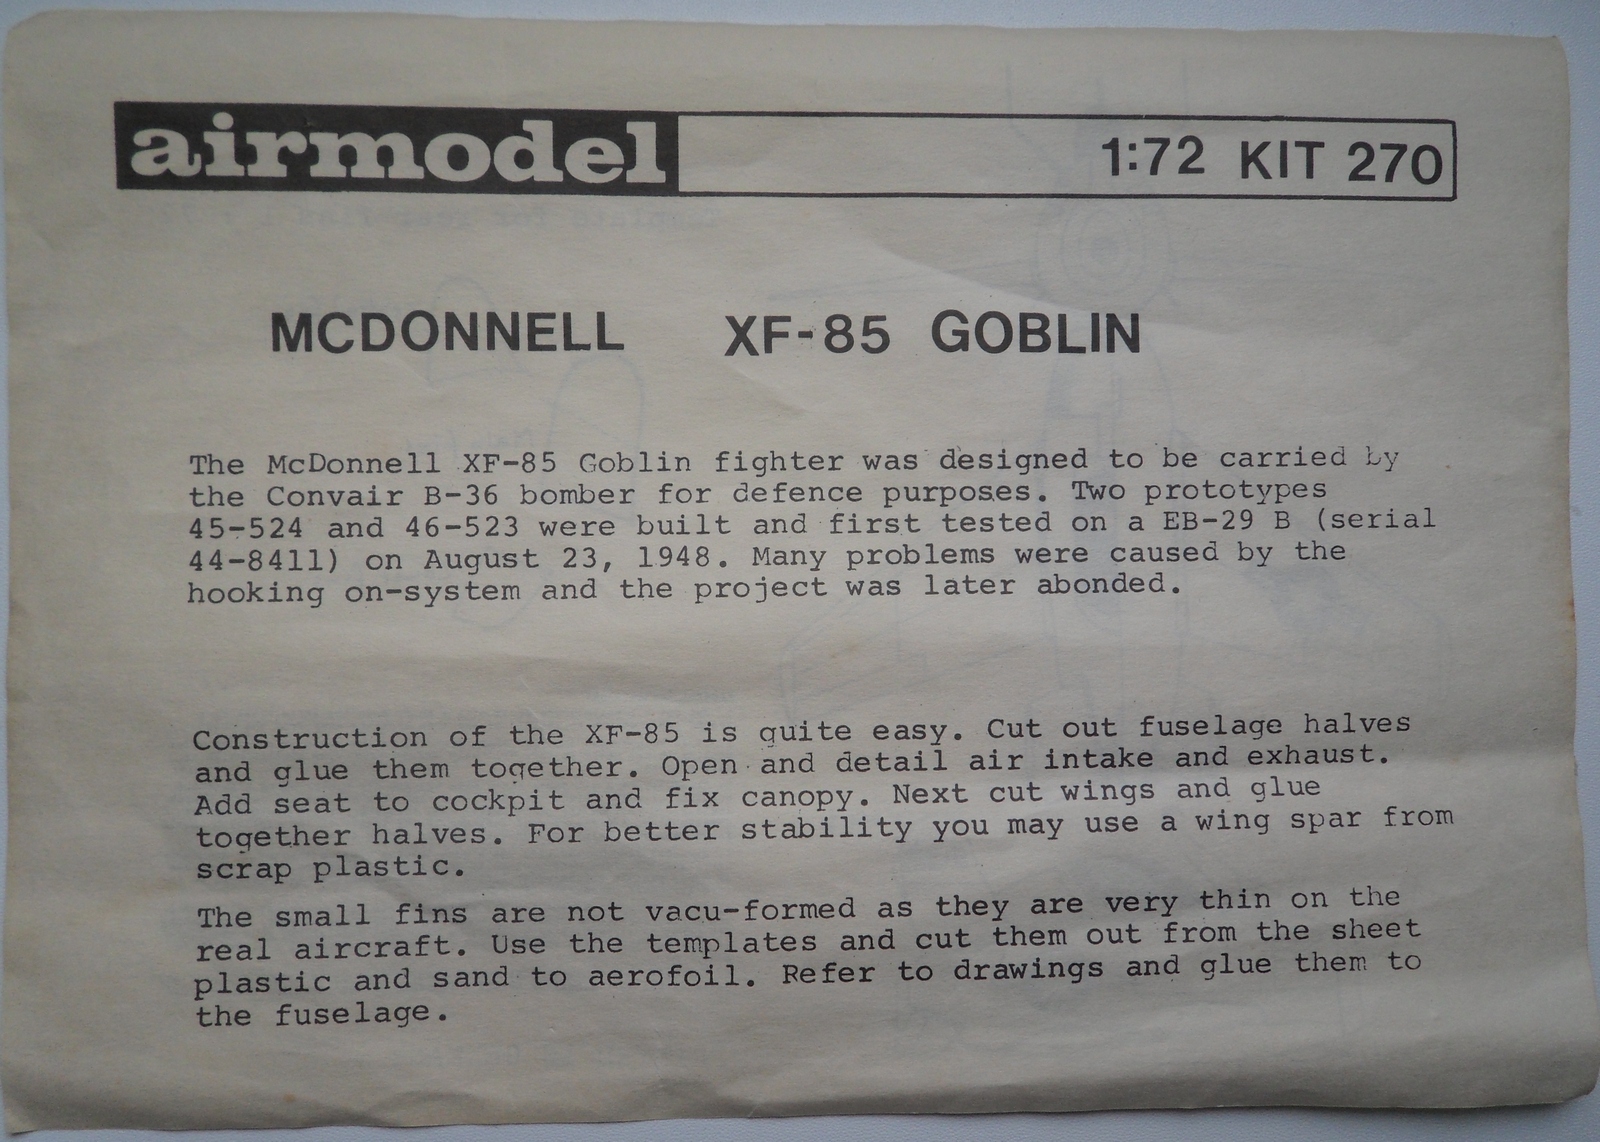 airmodel 1:72 KIT 270
MCDONNELL XF-85 GOBLIN
The McDonnell XF-85 Goblin fighter was designed to be carried by
the Convair B-36 bomber for defence purposes. Two prototypes
45-524 and 46-523 were built and first tested on a EB-29 B (serial
44-8411) on August 23, 1948. Many problems were caused by the
hooking on-system and the project was later abonded.
Construction of the XF-85 is quite easy. Cut out fuselage halves
and glue them together. Open and detail air intake and exhaust.
Add seat to cockpit and fix canopy. Next cut wings and glue
together halves. For better stability you may use a wing spar from
scrap plastic.
The small fins are not vacu-formed as they are very thin on the
real aircraft. Use the templates and cut them out from the sheet
plastic and sand to aerofoil. Refer to drawings and glue them to
the fuselage.